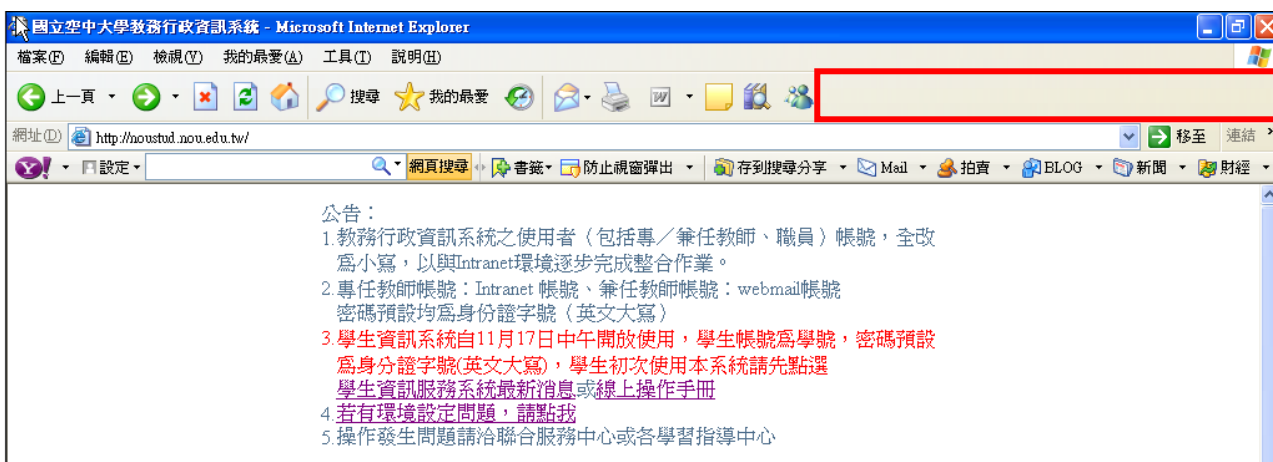 國立空中大學教務行政資訊系統 - Microsoft Internet Explorer
檔案(F) 編輯(E) 檢視(V) 我的最愛(A) 工具(T) 說明(H)
上一頁 搜尋 我的最愛
網址(D) http://noustud.nou.edu.tw/ 移至 連結 »
Y! 設定 網頁搜尋 書籤 防止視窗彈出 存到搜尋分享 Mail 拍賣 BLOG 新聞 財經
公告：
1.教務行政資訊系統之使用者（包括專／兼任教師、職員）帳號，全改
為小寫，以與Intranet環境逐步完成整合作業。
2.專任教師帳號：Intranet 帳號、兼任教師帳號：webmail帳號
密碼預設均為身份證字號（英文大寫）
3.學生資訊系統自11月17日中午開放使用，學生帳號為學號，密碼預設
為身分證字號(英文大寫)，學生初次使用本系統請先點選
學生資訊服務系統最新消息或線上操作手冊
4.若有環境設定問題，請點我
5.操作發生問題請洽聯合服務中心或各學習指導中心